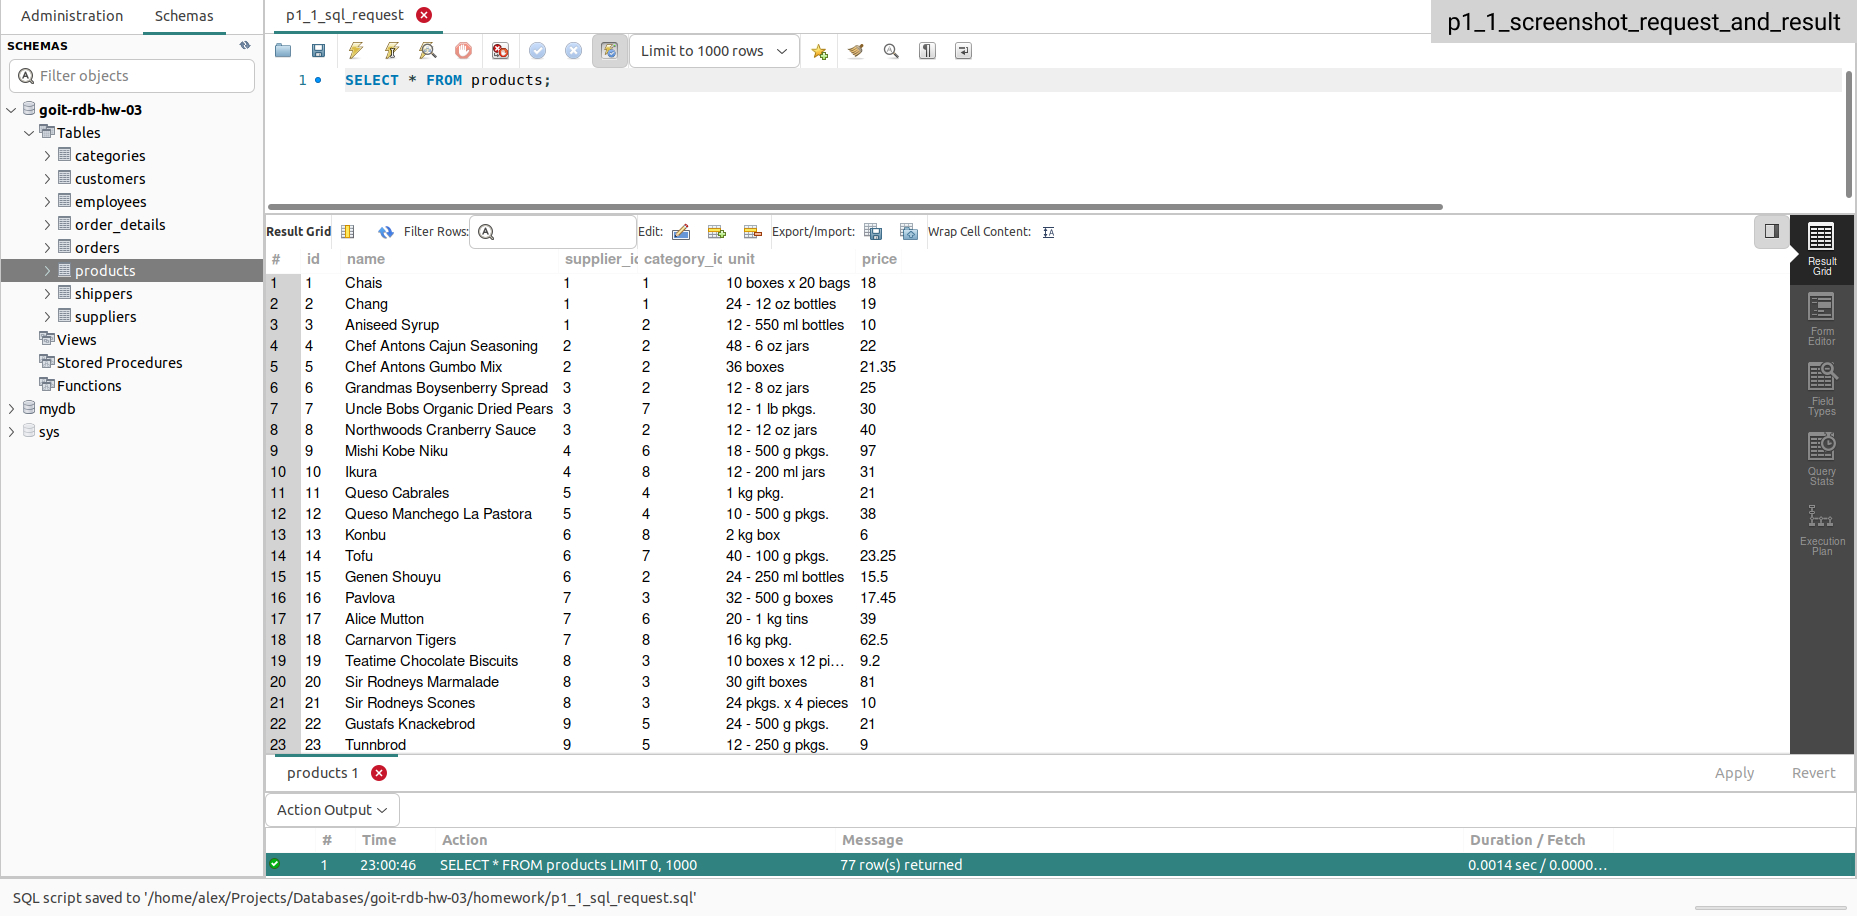 Administration Schemas
p1_1_sql_request
p1_1_screenshot_request_and_result
SCHEMAS
Filter objects
Limit to 1000 rows
1 SELECT * FROM products;
goit-rdb-hw-03
Tables
categories
customers
employees
order_details
orders
products
shippers
suppliers
Views
Stored Procedures
Functions
mydb
sys
Result Grid Filter Rows: Edit: Export/Import: Wrap Cell Content:
# id name supplier_id category_id unit price
1 1 Chais 1 1 10 boxes x 20 bags 18
2 2 Chang 1 1 24 - 12 oz bottles 19
3 3 Aniseed Syrup 1 2 12 - 550 ml bottles 10
4 4 Chef Antons Cajun Seasoning 2 2 48 - 6 oz jars 22
5 5 Chef Antons Gumbo Mix 2 2 36 boxes 21.35
6 6 Grandmas Boysenberry Spread 3 2 12 - 8 oz jars 25
7 7 Uncle Bobs Organic Dried Pears 3 7 12 - 1 lb pkgs. 30
8 8 Northwoods Cranberry Sauce 3 2 12 - 12 oz jars 40
9 9 Mishi Kobe Niku 4 6 18 - 500 g pkgs. 97
10 10 Ikura 4 8 12 - 200 ml jars 31
11 11 Queso Cabrales 5 4 1 kg pkg. 21
12 12 Queso Manchego La Pastora 5 4 10 - 500 g pkgs. 38
13 13 Konbu 6 8 2 kg box 6
14 14 Tofu 6 7 40 - 100 g pkgs. 23.25
15 15 Genen Shouyu 6 2 24 - 250 ml bottles 15.5
16 16 Pavlova 7 3 32 - 500 g boxes 17.45
17 17 Alice Mutton 7 6 20 - 1 kg tins 39
18 18 Carnarvon Tigers 7 8 16 kg pkg. 62.5
19 19 Teatime Chocolate Biscuits 8 3 10 boxes x 12 pi... 9.2
20 20 Sir Rodneys Marmalade 8 3 30 gift boxes 81
21 21 Sir Rodneys Scones 8 3 24 pkgs. x 4 pieces 10
22 22 Gustafs Knackebrod 9 5 24 - 500 g pkgs. 21
23 23 Tunnbrod 9 5 12 - 250 g pkgs. 9
Result
Grid
Form
Editor
Field
Types
Query
Stats
Execution
Plan
products 1 Apply Revert
Action Output
# Time Action Message Duration / Fetch
1 23:00:46 SELECT * FROM products LIMIT 0, 1000 77 row(s) returned 0.0014 sec / 0.0000...
SQL script saved to '/home/alex/Projects/Databases/goit-rdb-hw-03/homework/p1_1_sql_request.sql'